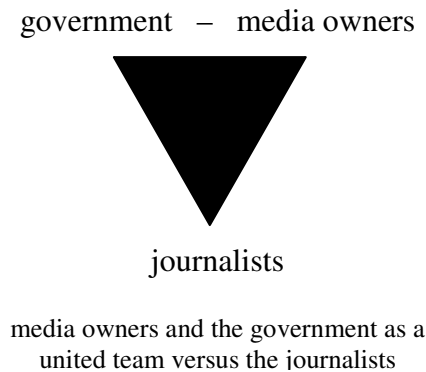 government – media owners
journalists
media owners and the government as a
united team versus the journalists